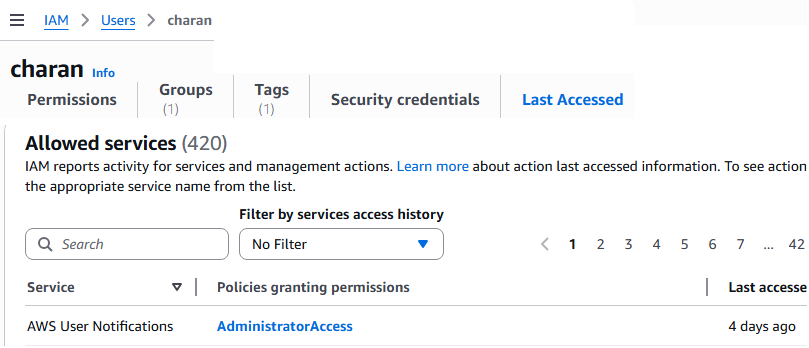 IAM > Users > charan
charan Info
Permissions Groups (1) Tags (1) Security credentials Last Accessed
Allowed services (420)
IAM reports activity for services and management actions. Learn more about action last accessed information. To see action
the appropriate service name from the list.
Filter by services access history
Search No Filter 1 2 3 4 5 6 7 ... 42
Service Policies granting permissions Last accesse
AWS User Notifications AdministratorAccess 4 days ago